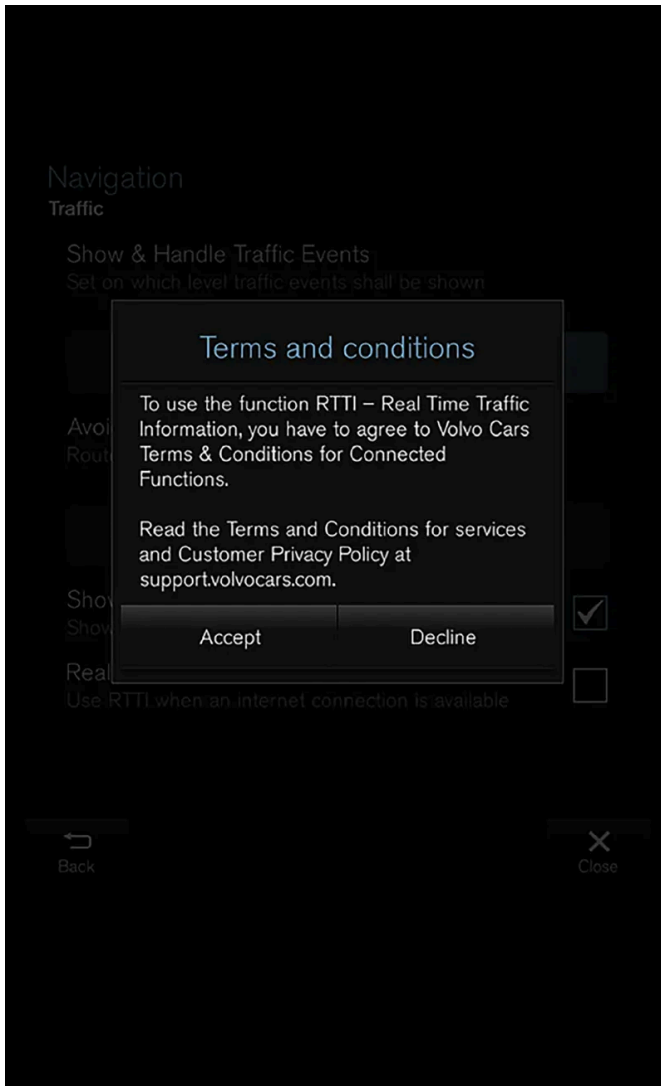 Navigation
Traffic
Show & Handle Traffic Events
Set on which level traffic events shall be shown
Terms and conditions
To use the function RTTI – Real Time Traffic
Information, you have to agree to Volvo Cars
Terms & Conditions for Connected
Functions.
Read the Terms and Conditions for services
and Customer Privacy Policy at
support.volvocars.com.
Accept Decline
Use RTTI when an internet connection is available
Back Close